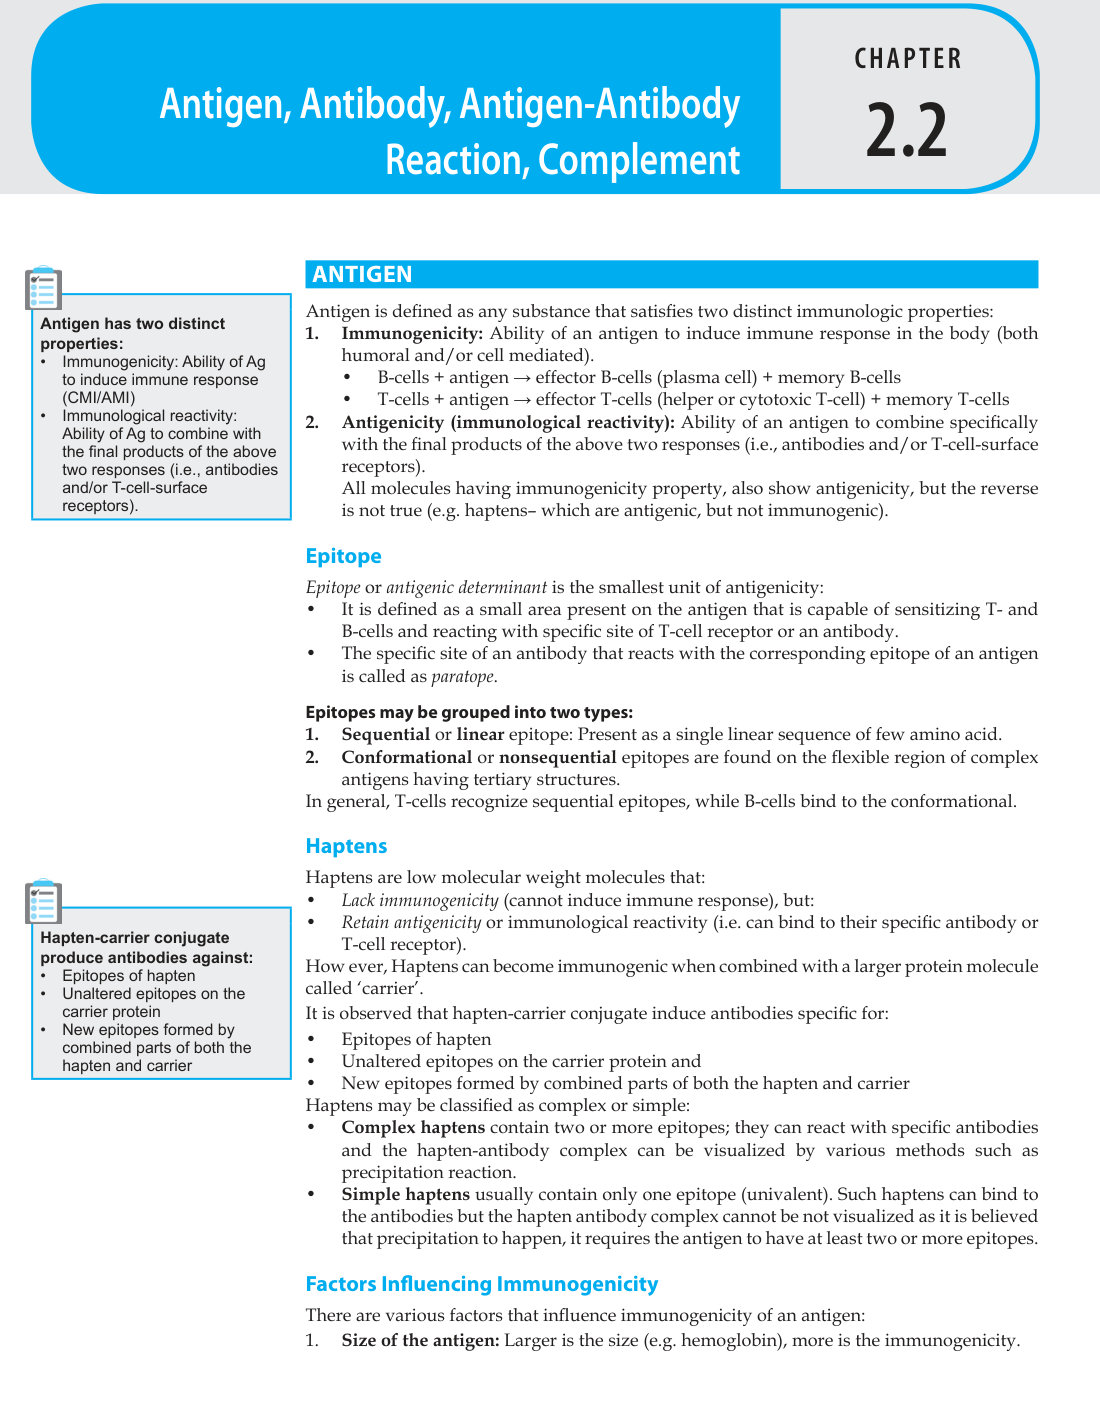 Antigen, Antibody, Antigen-Antibody
Reaction, Complement
CHAPTER
2.2
Antigen has two distinct
properties:
• Immunogenicity: Ability of Ag
to induce immune response
(CMI/AMI)
• Immunological reactivity:
Ability of Ag to combine with
the final products of the above
two responses (i.e., antibodies
and/or T-cell-surface
receptors).
ANTIGEN
Antigen is defined as any substance that satisfies two distinct immunologic properties:
1. Immunogenicity: Ability of an antigen to induce immune response in the body (both
humoral and/or cell mediated).
• B-cells + antigen → effector B-cells (plasma cell) + memory B-cells
• T-cells + antigen → effector T-cells (helper or cytotoxic T-cell) + memory T-cells
2. Antigenicity (immunological reactivity): Ability of an antigen to combine specifically
with the final products of the above two responses (i.e., antibodies and/or T-cell-surface
receptors).
All molecules having immunogenicity property, also show antigenicity, but the reverse
is not true (e.g. haptens– which are antigenic, but not immunogenic).
Epitope
Epitope or antigenic determinant is the smallest unit of antigenicity:
• It is defined as a small area present on the antigen that is capable of sensitizing T- and
B-cells and reacting with specific site of T-cell receptor or an antibody.
• The specific site of an antibody that reacts with the corresponding epitope of an antigen
is called as paratope.
Epitopes may be grouped into two types:
1. Sequential or linear epitope: Present as a single linear sequence of few amino acid.
2. Conformational or nonsequential epitopes are found on the flexible region of complex
antigens having tertiary structures.
In general, T-cells recognize sequential epitopes, while B-cells bind to the conformational.
Haptens
Haptens are low molecular weight molecules that:
• Lack immunogenicity (cannot induce immune response), but:
• Retain antigenicity or immunological reactivity (i.e. can bind to their specific antibody or
T-cell receptor).
How ever, Haptens can become immunogenic when combined with a larger protein molecule
called ‘carrier’.
It is observed that hapten-carrier conjugate induce antibodies specific for:
• Epitopes of hapten
• Unaltered epitopes on the carrier protein and
• New epitopes formed by combined parts of both the hapten and carrier
Haptens may be classified as complex or simple:
• Complex haptens contain two or more epitopes; they can react with specific antibodies
and the hapten-antibody complex can be visualized by various methods such as
precipitation reaction.
• Simple haptens usually contain only one epitope (univalent). Such haptens can bind to
the antibodies but the hapten antibody complex cannot be not visualized as it is believed
that precipitation to happen, it requires the antigen to have at least two or more epitopes.
Hapten-carrier conjugate
produce antibodies against:
• Epitopes of hapten
• Unaltered epitopes on the
carrier protein
• New epitopes formed by
combined parts of both the
hapten and carrier
Factors Influencing Immunogenicity
There are various factors that influence immunogenicity of an antigen:
1. Size of the antigen: Larger is the size (e.g. hemoglobin), more is the immunogenicity.